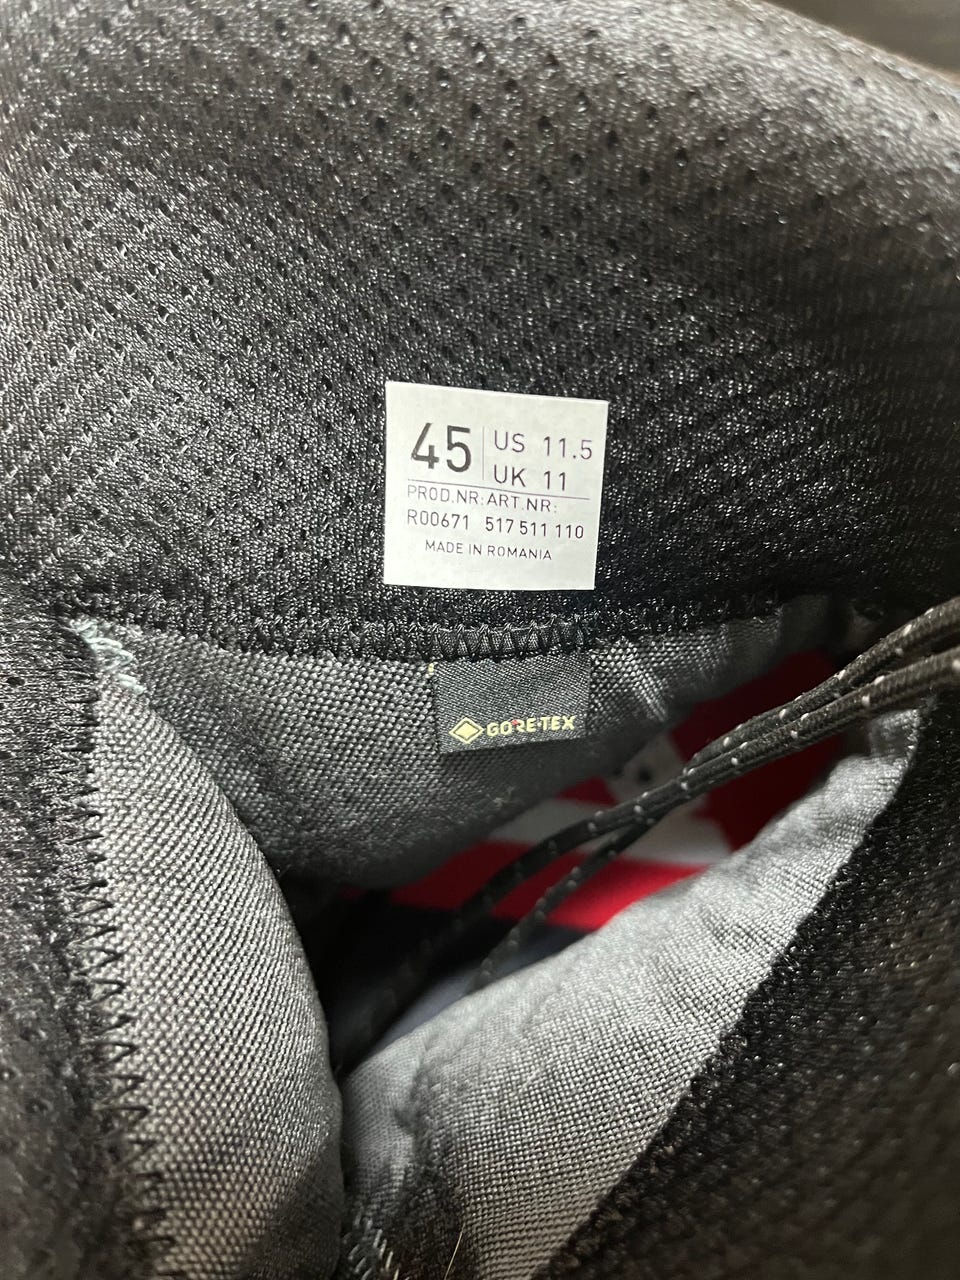 45 US 11.5
UK 11
PROD.NR: ART.NR:
R00671 517 511 110
MADE IN ROMANIA
GORE-TEX